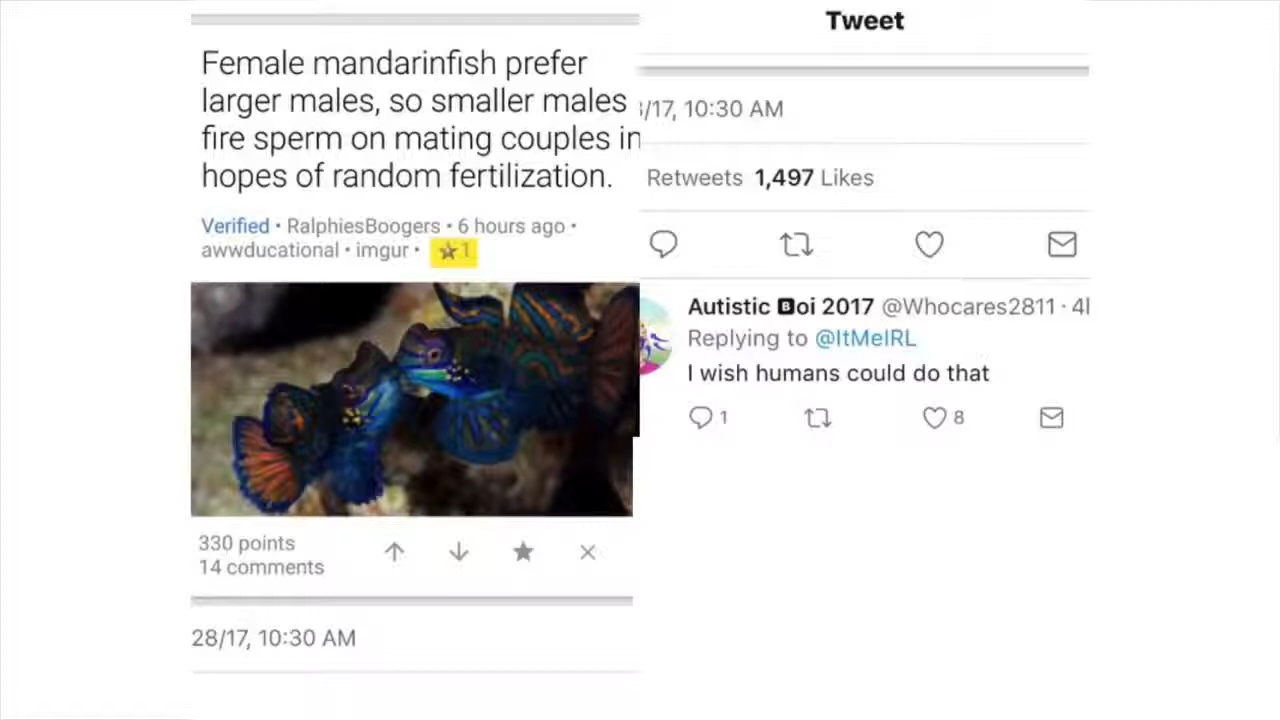 Female mandarinfish prefer
larger males, so smaller males
fire sperm on mating couples in
hopes of random fertilization.
Verified • RalphiesBoogers • 6 hours ago •
awwducational • imgur • ★1
330 points
14 comments
28/17, 10:30 AM
Tweet
/17, 10:30 AM
Retweets 1,497 Likes
Autistic 🅱oi 2017 @Whocares2811 · 4
Replying to @ItMeIRL
I wish humans could do that
1
8